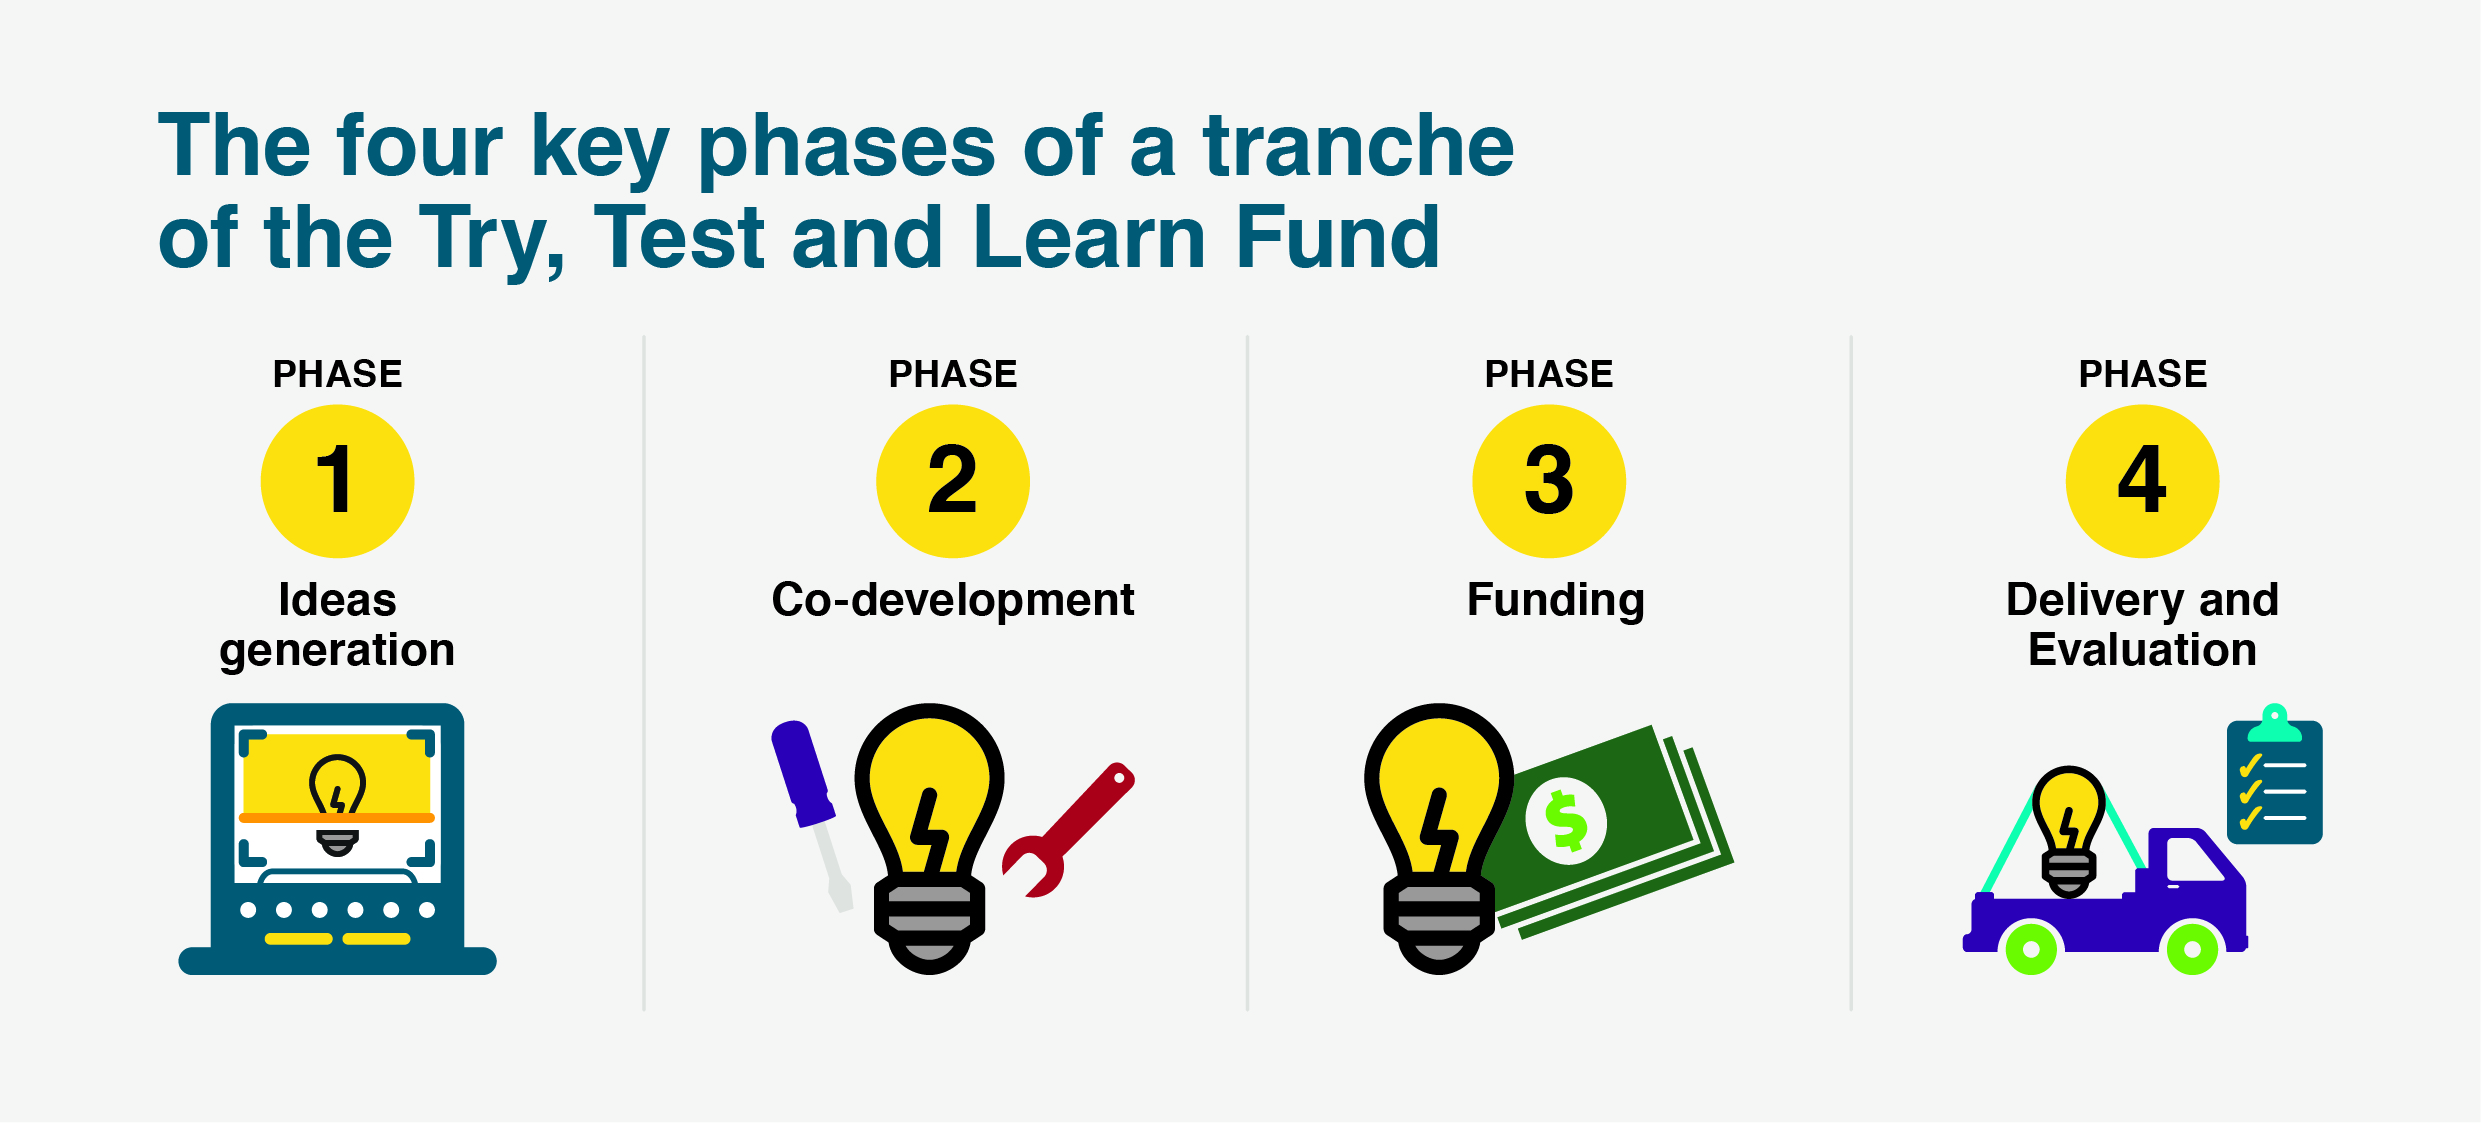 The four key phases of a tranche
of the Try, Test and Learn Fund
PHASE
1
Ideas
generation
PHASE
2
Co-development
PHASE
3
Funding
$
PHASE
4
Delivery and
Evaluation